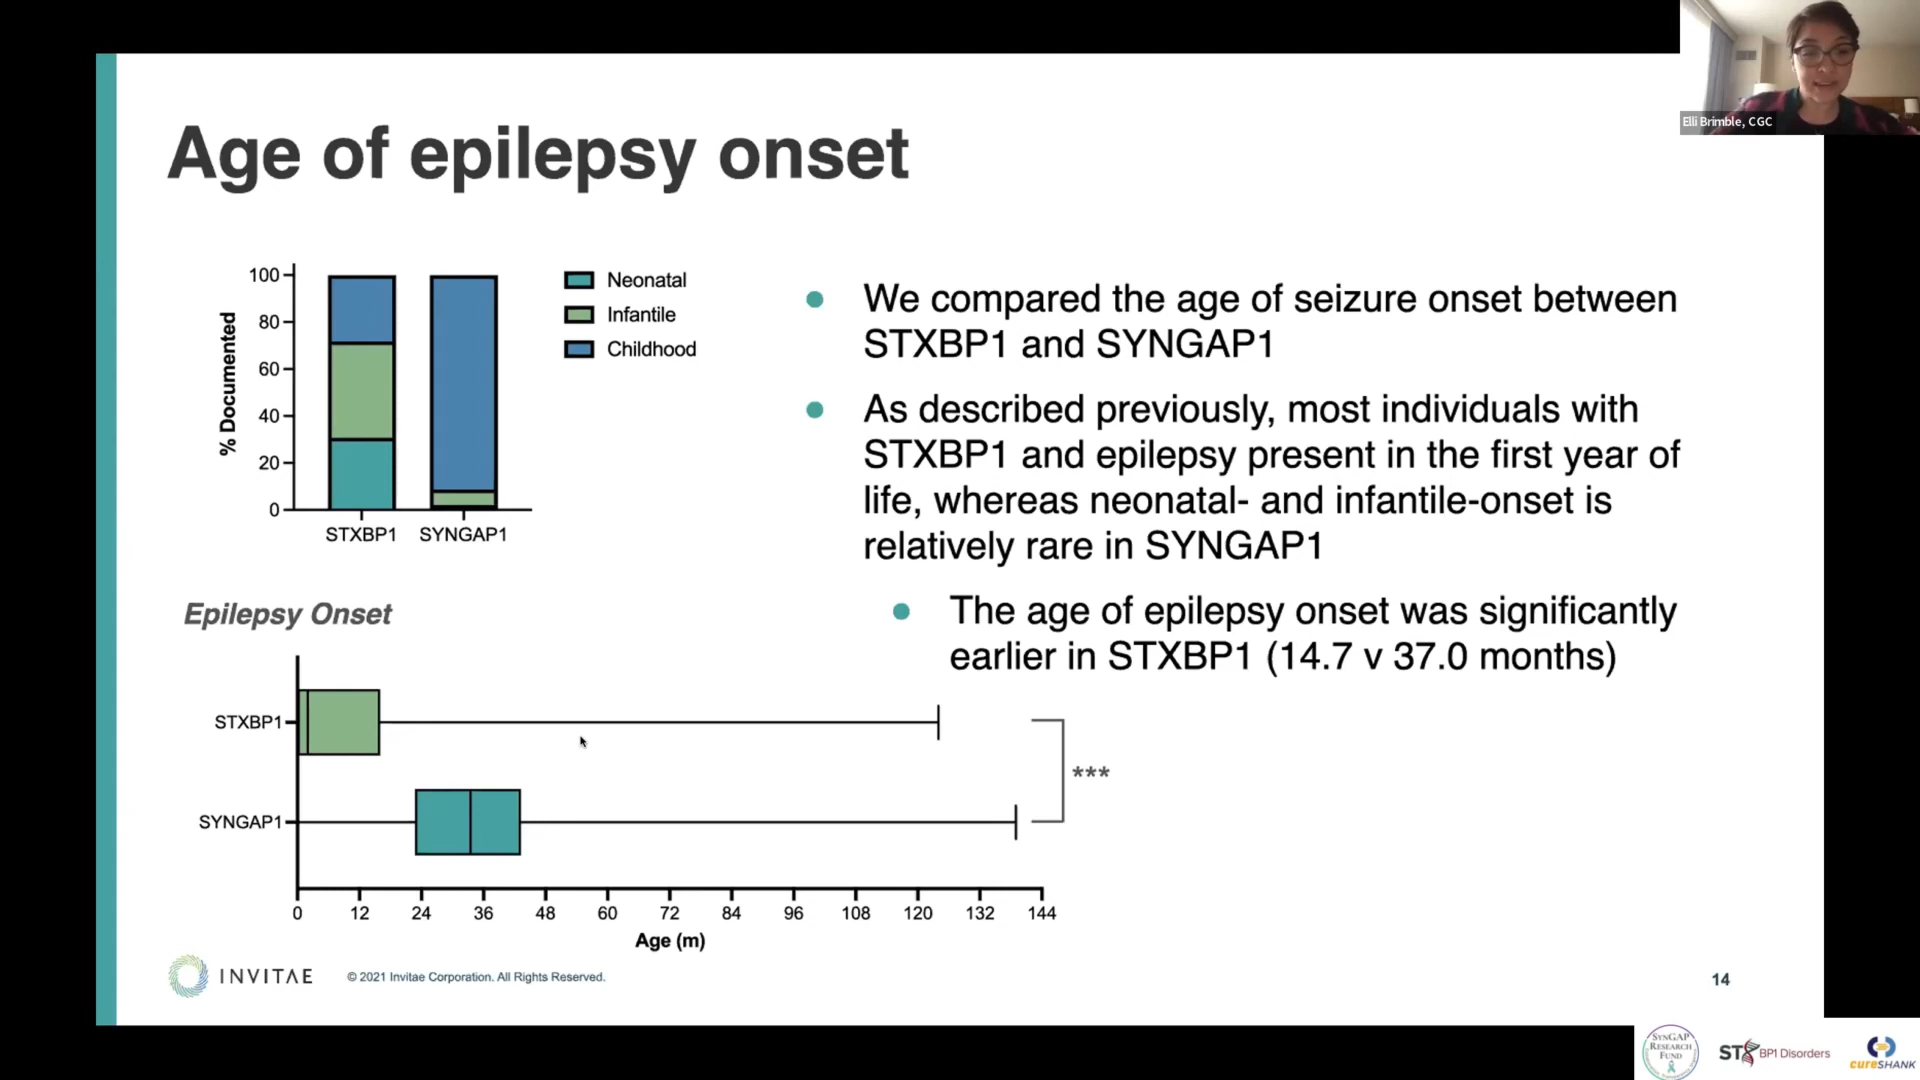 Elli Brimble, CGC
Age of epilepsy onset
100
80
60
40
20
0
% Documented
STXBP1 SYNGAP1
Neonatal
Infantile
Childhood
We compared the age of seizure onset between
STXBP1 and SYNGAP1
As described previously, most individuals with
STXBP1 and epilepsy present in the first year of
life, whereas neonatal- and infantile-onset is
relatively rare in SYNGAP1
The age of epilepsy onset was significantly
earlier in STXBP1 (14.7 v 37.0 months)
Epilepsy Onset
STXBP1
SYNGAP1
***
0 12 24 36 48 60 72 84 96 108 120 132 144
Age (m)
INVITAE
© 2021 Invitae Corporation. All Rights Reserved.
14
SYNGAP
RESEARCH
FUND
STXBP1 Disorders
cureSHANK